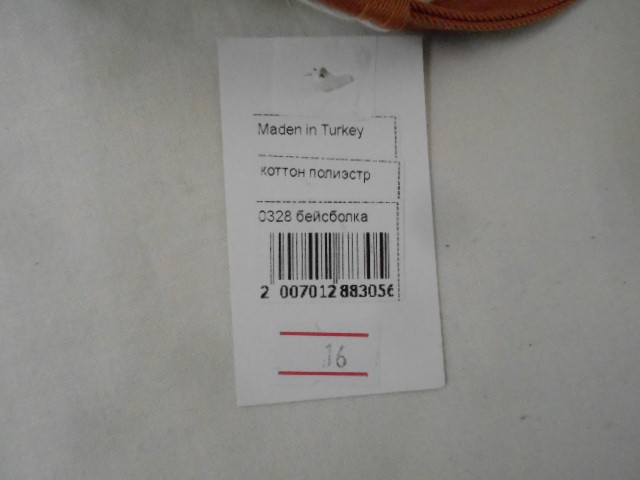 Maden in Turkey
коттон полиэстр
0328 бейсболка
2 007012 883056
16